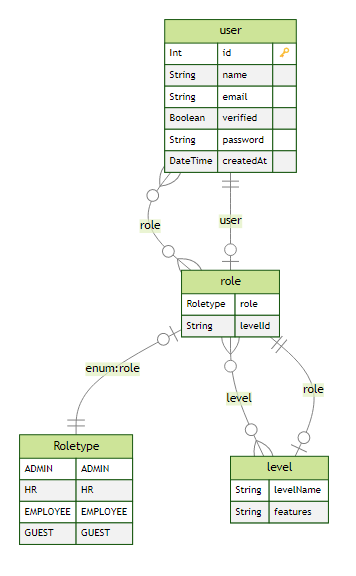 user
Int id
String name
String email
Boolean verified
String password
DateTime createdAt
role
user
role
Roletype role
String levelId
enum:role
role
level
Roletype
ADMIN ADMIN
HR HR
EMPLOYEE EMPLOYEE
GUEST GUEST
level
String levelName
String features